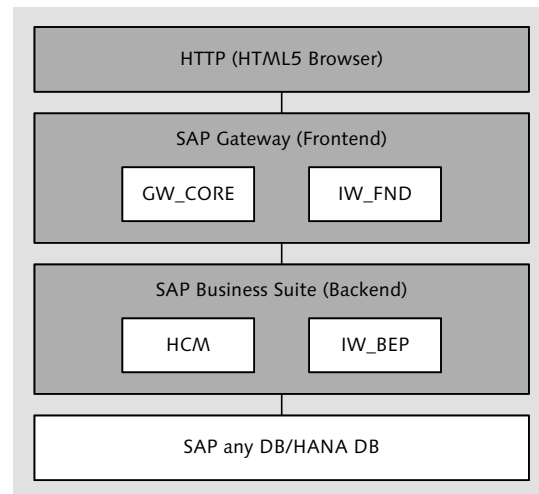 HTTP (HTML5 Browser)
SAP Gateway (Frontend)
GW_CORE
IW_FND
SAP Business Suite (Backend)
HCM
IW_BEP
SAP any DB/HANA DB